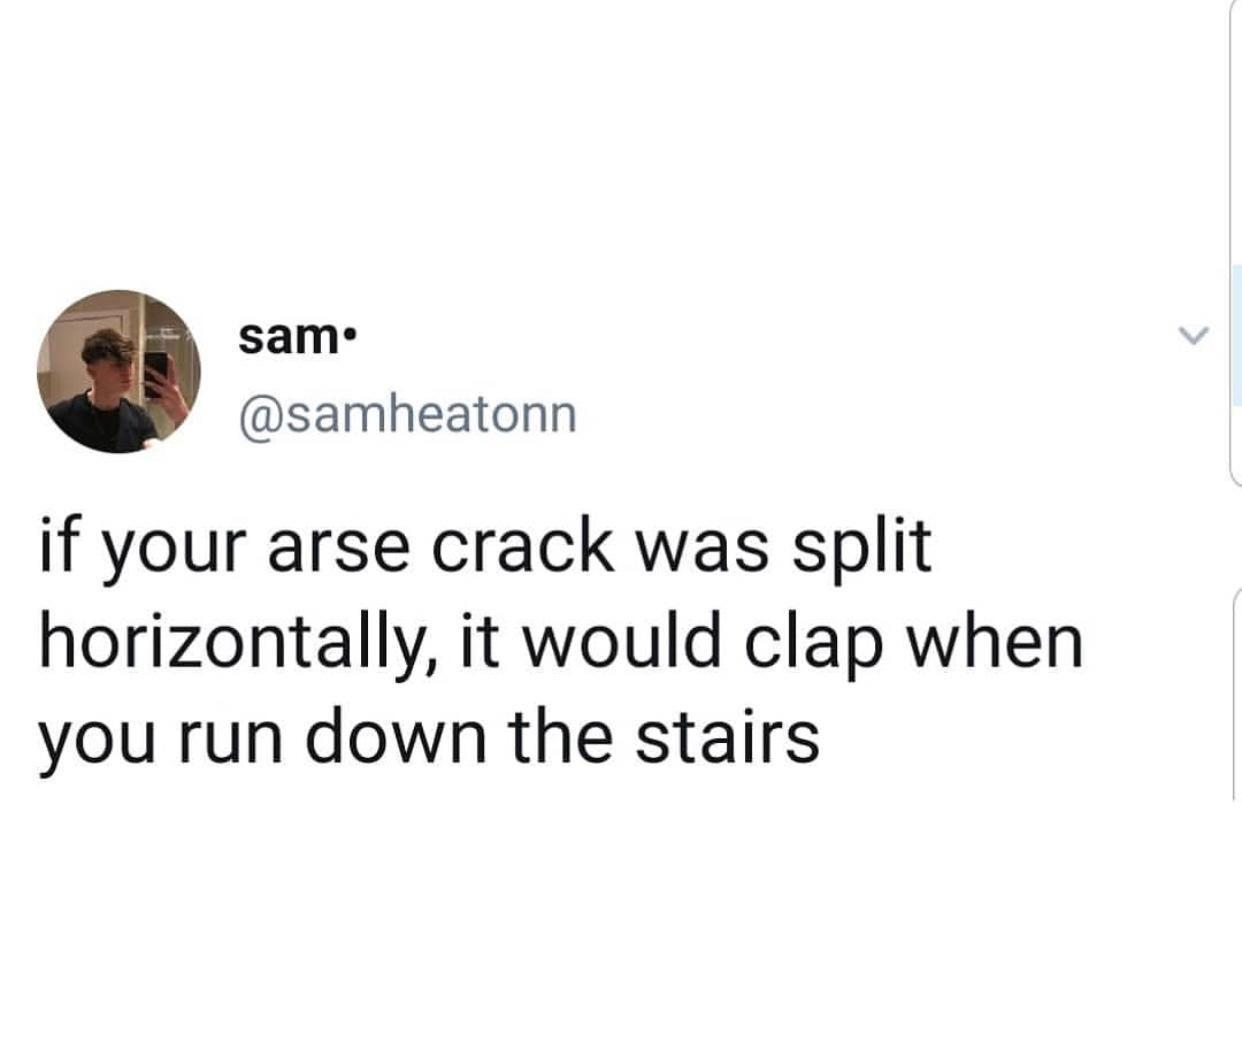 sam•
@samheatonn
if your arse crack was split
horizontally, it would clap when
you run down the stairs